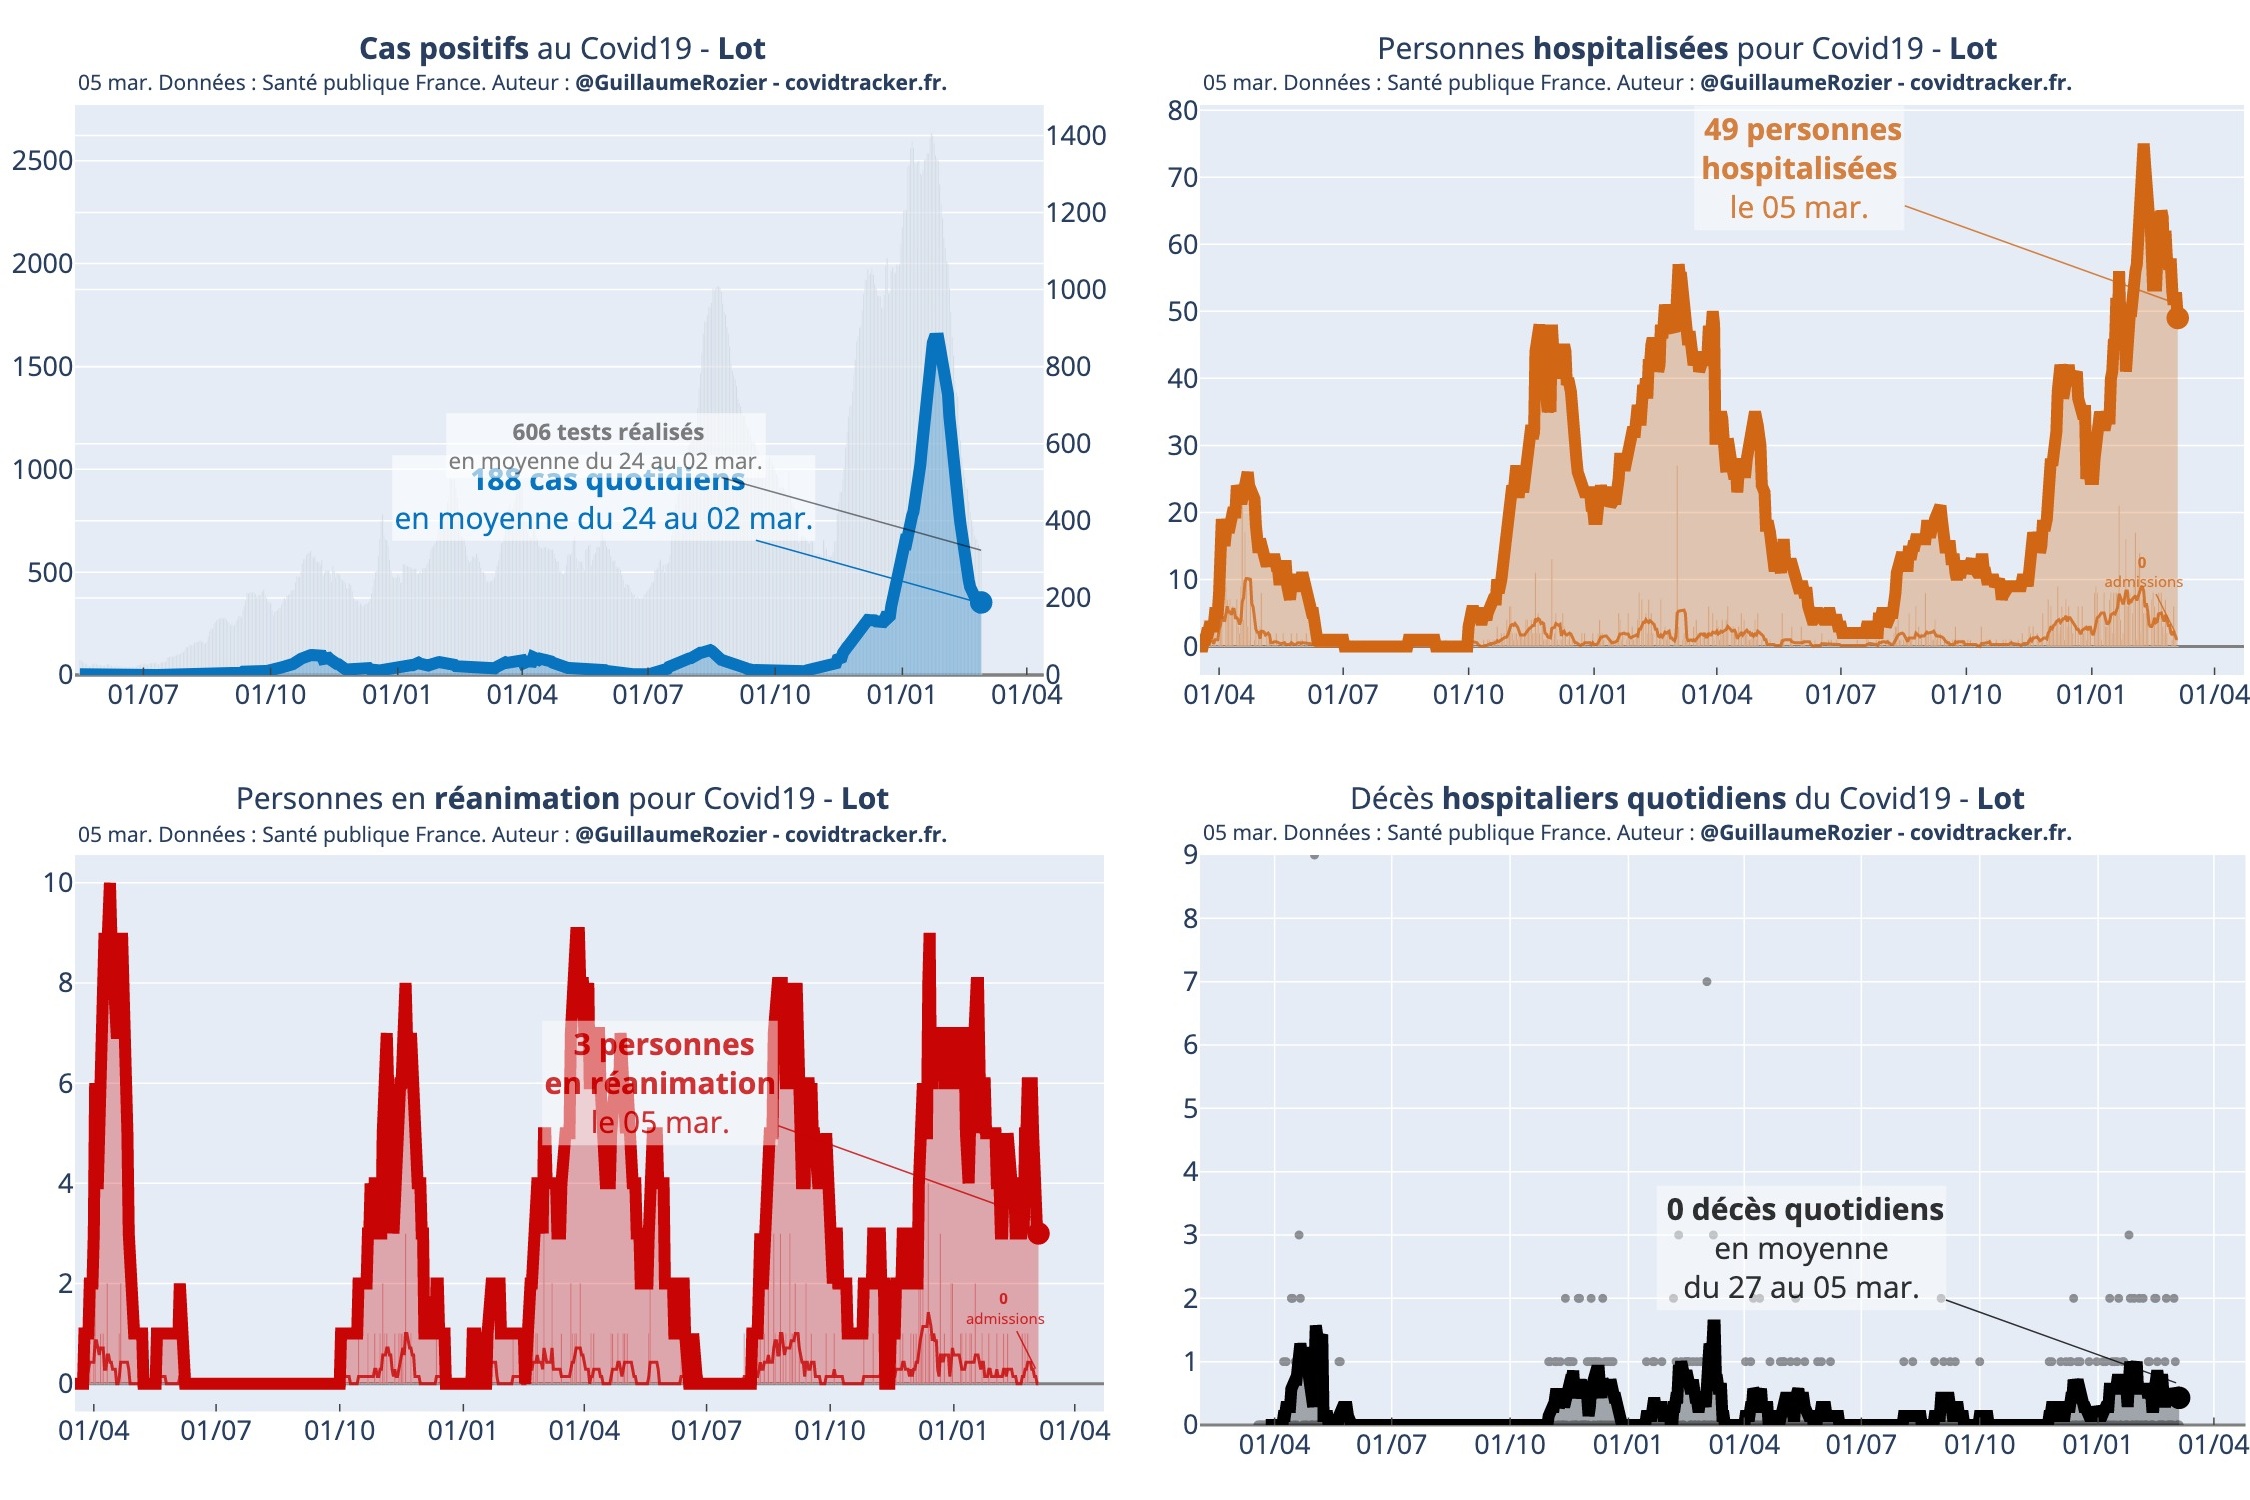 Cas positifs au Covid19 - Lot
05 mar. Données : Santé publique France. Auteur : @GuillaumeRozier - covidtracker.fr.
2500
2000
1500
1000
500
0
1400
1200
1000
800
600
400
200
0
606 tests réalisés
en moyenne du 24 au 02 mar.
188 cas quotidiens
en moyenne du 24 au 02 mar.
01/07 01/10 01/01 01/04 01/07 01/10 01/01 01/04
Personnes hospitalisées pour Covid19 - Lot
05 mar. Données : Santé publique France. Auteur : @GuillaumeRozier - covidtracker.fr.
80
70
60
50
40
30
20
10
0
49 personnes
hospitalisées
le 05 mar.
0
admissions
01/04 01/07 01/10 01/01 01/04 01/07 01/10 01/01 01/04
Personnes en réanimation pour Covid19 - Lot
05 mar. Données : Santé publique France. Auteur : @GuillaumeRozier - covidtracker.fr.
10
8
6
4
2
0
3 personnes
en réanimation
le 05 mar.
0
admissions
01/04 01/07 01/10 01/01 01/04 01/07 01/10 01/01 01/04
Décès hospitaliers quotidiens du Covid19 - Lot
05 mar. Données : Santé publique France. Auteur : @GuillaumeRozier - covidtracker.fr.
9
8
7
6
5
4
3
2
1
0
0 décès quotidiens
en moyenne
du 27 au 05 mar.
01/04 01/07 01/10 01/01 01/04 01/07 01/10 01/01 01/04